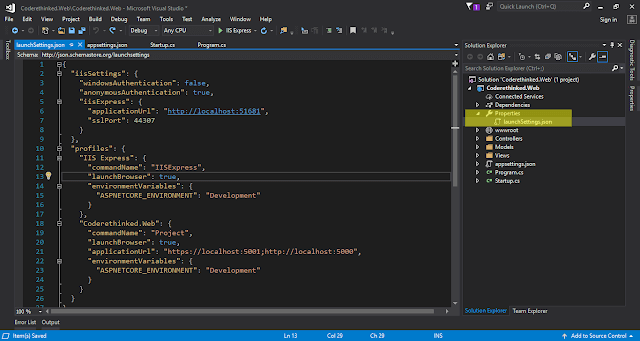 Coderethinked.Web\Coderethinked.Web - Microsoft Visual Studio *
Quick Launch (Ctrl+Q)
File Edit View Project Build Debug Team Tools Test Analyze Window Help
Sign in
Debug Any CPU IIS Express
launchSettings.json appsettings.json Startup.cs Program.cs
Schema: http://json.schemastore.org/launchsettings
1 {
2 "iisSettings": {
3 "windowsAuthentication": false,
4 "anonymousAuthentication": true,
5 "iisExpress": {
6 "applicationUrl": "http://localhost:51681",
7 "sslPort": 44307
8 }
9 },
10 "profiles": {
11 "IIS Express": {
12 "commandName": "IISExpress",
13 "launchBrowser": true,
14 "environmentVariables": {
15 "ASPNETCORE_ENVIRONMENT": "Development"
16 }
17 },
18 "Coderethinked.Web": {
19 "commandName": "Project",
20 "launchBrowser": true,
21 "applicationUrl": "https://localhost:5001;http://localhost:5000",
22 "environmentVariables": {
23 "ASPNETCORE_ENVIRONMENT": "Development"
24 }
25 }
26 }
27 }
100 %
Error List Output
Toolbox
Solution Explorer
Search Solution Explorer (Ctrl+;)
Solution 'Coderethinked.Web' (1 project)
Coderethinked.Web
Connected Services
Dependencies
Properties
launchSettings.json
wwwroot
Controllers
Models
Views
appsettings.json
Program.cs
Startup.cs
Solution Explorer Team Explorer
Diagnostic Tools
Properties
Item(s) Saved
Ln 13 Col 29 Ch 29 INS
Add to Source Control